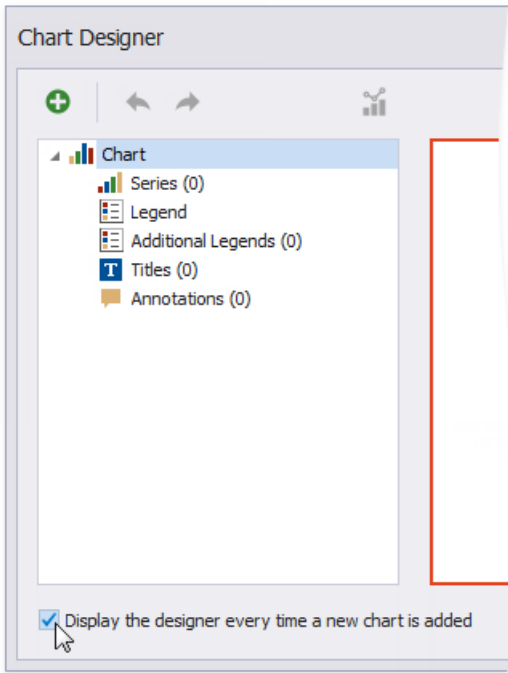 Chart Designer
Chart
Series (0)
Legend
Additional Legends (0)
T Titles (0)
Annotations (0)
Display the designer every time a new chart is added